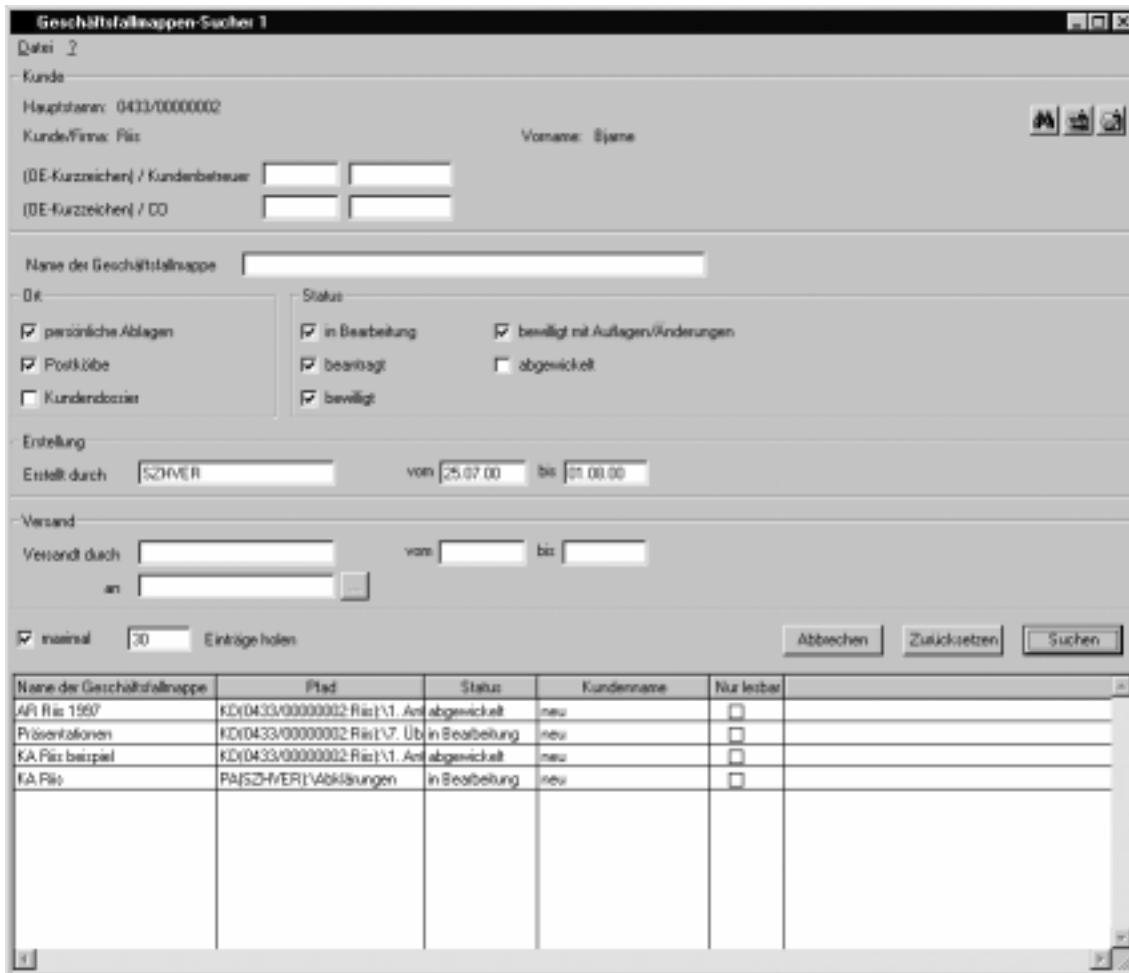 Geschäftsfallmappen-Sucher 1
Datei ?
Kunde
Hauptstamm: 0433/00000002
Kunde/Firma: Riis Vorname: Bjarne
(OE-Kurzzeichen) / Kundenbetreuer
(OE-Kurzzeichen) / CO
Name der Geschäftsfallmappe
Ort Status
persönliche Ablagen in Bearbeitung bewilligt mit Auflagen/Änderungen
Postkörbe beantragt abgewickelt
Kundendossier bewilligt
Erstellung
Erstellt durch SZHVER vom 25.07.00 bis 01.08.00
Versand
Versandt durch vom bis
an ...
maximal 30 Einträge holen Abbrechen Zurücksetzen Suchen
Name der Geschäftsfallmappe Pfad Status Kundenname Nur lesbar
AR Riis 1997 KD(0433/00000002 Riis):\1. Ant abgewickelt neu
Präsentationen KD(0433/00000002 Riis):\7. Üb in Bearbeitung neu
KA Riis beispiel KD(0433/00000002 Riis):\1. Ant abgewickelt neu
KA Riis PA(SZHVER):\Abklärungen in Bearbeitung neu